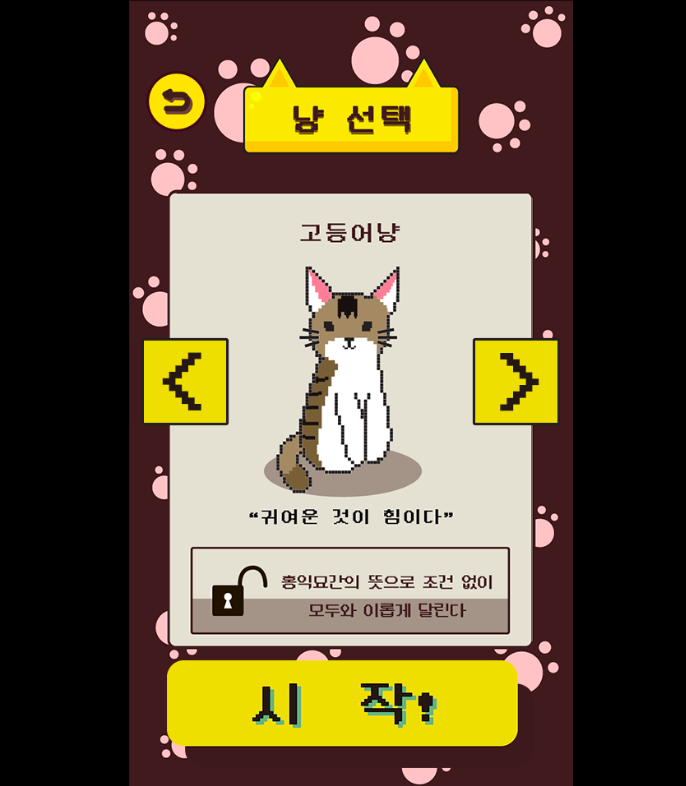 냥 선택
고등어냥
“귀여운 것이 힘이다”
홍익묘간의 뜻으로 조건 없이
모두와 이롭게 달린다
시 작!